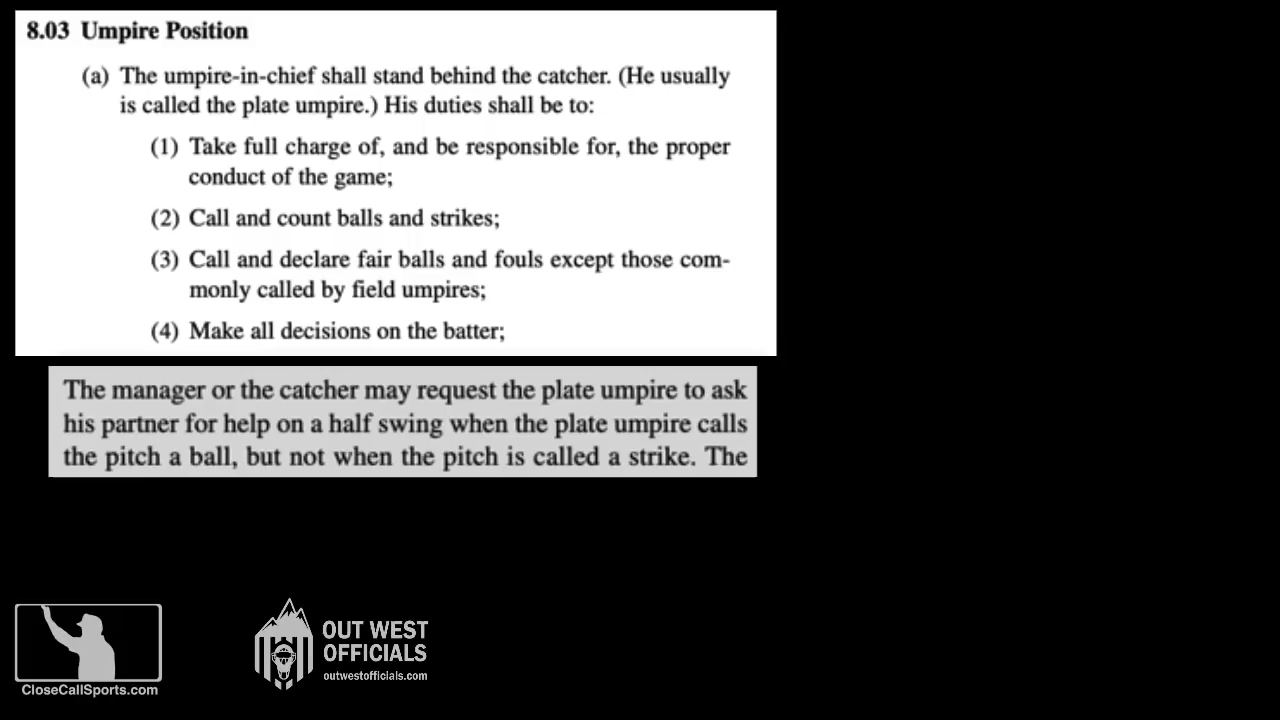 8.03 Umpire Position
(a) The umpire-in-chief shall stand behind the catcher. (He usually
is called the plate umpire.) His duties shall be to:
(1) Take full charge of, and be responsible for, the proper
conduct of the game;
(2) Call and count balls and strikes;
(3) Call and declare fair balls and fouls except those com-
monly called by field umpires;
(4) Make all decisions on the batter;
The manager or the catcher may request the plate umpire to ask
his partner for help on a half swing when the plate umpire calls
the pitch a ball, but not when the pitch is called a strike. The
CloseCallSports.com
OUT WEST
OFFICIALS
outwestofficials.com